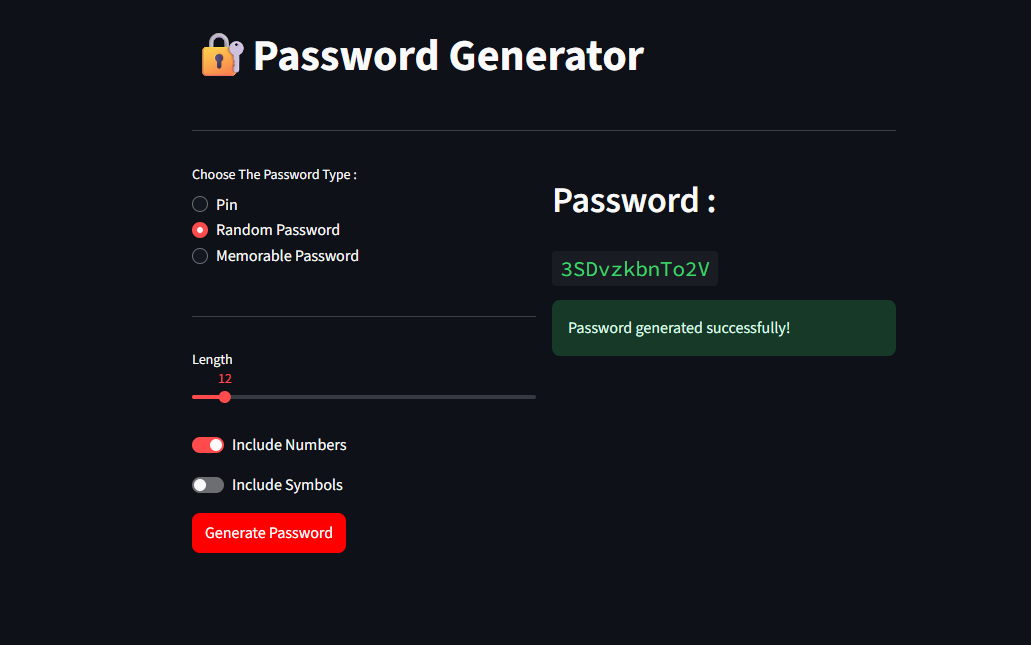 Password Generator
Choose The Password Type :
Pin
Random Password
Memorable Password
Length
12
Include Numbers
Include Symbols
Generate Password
Password :
3SDvzkbnTo2V
Password generated successfully!